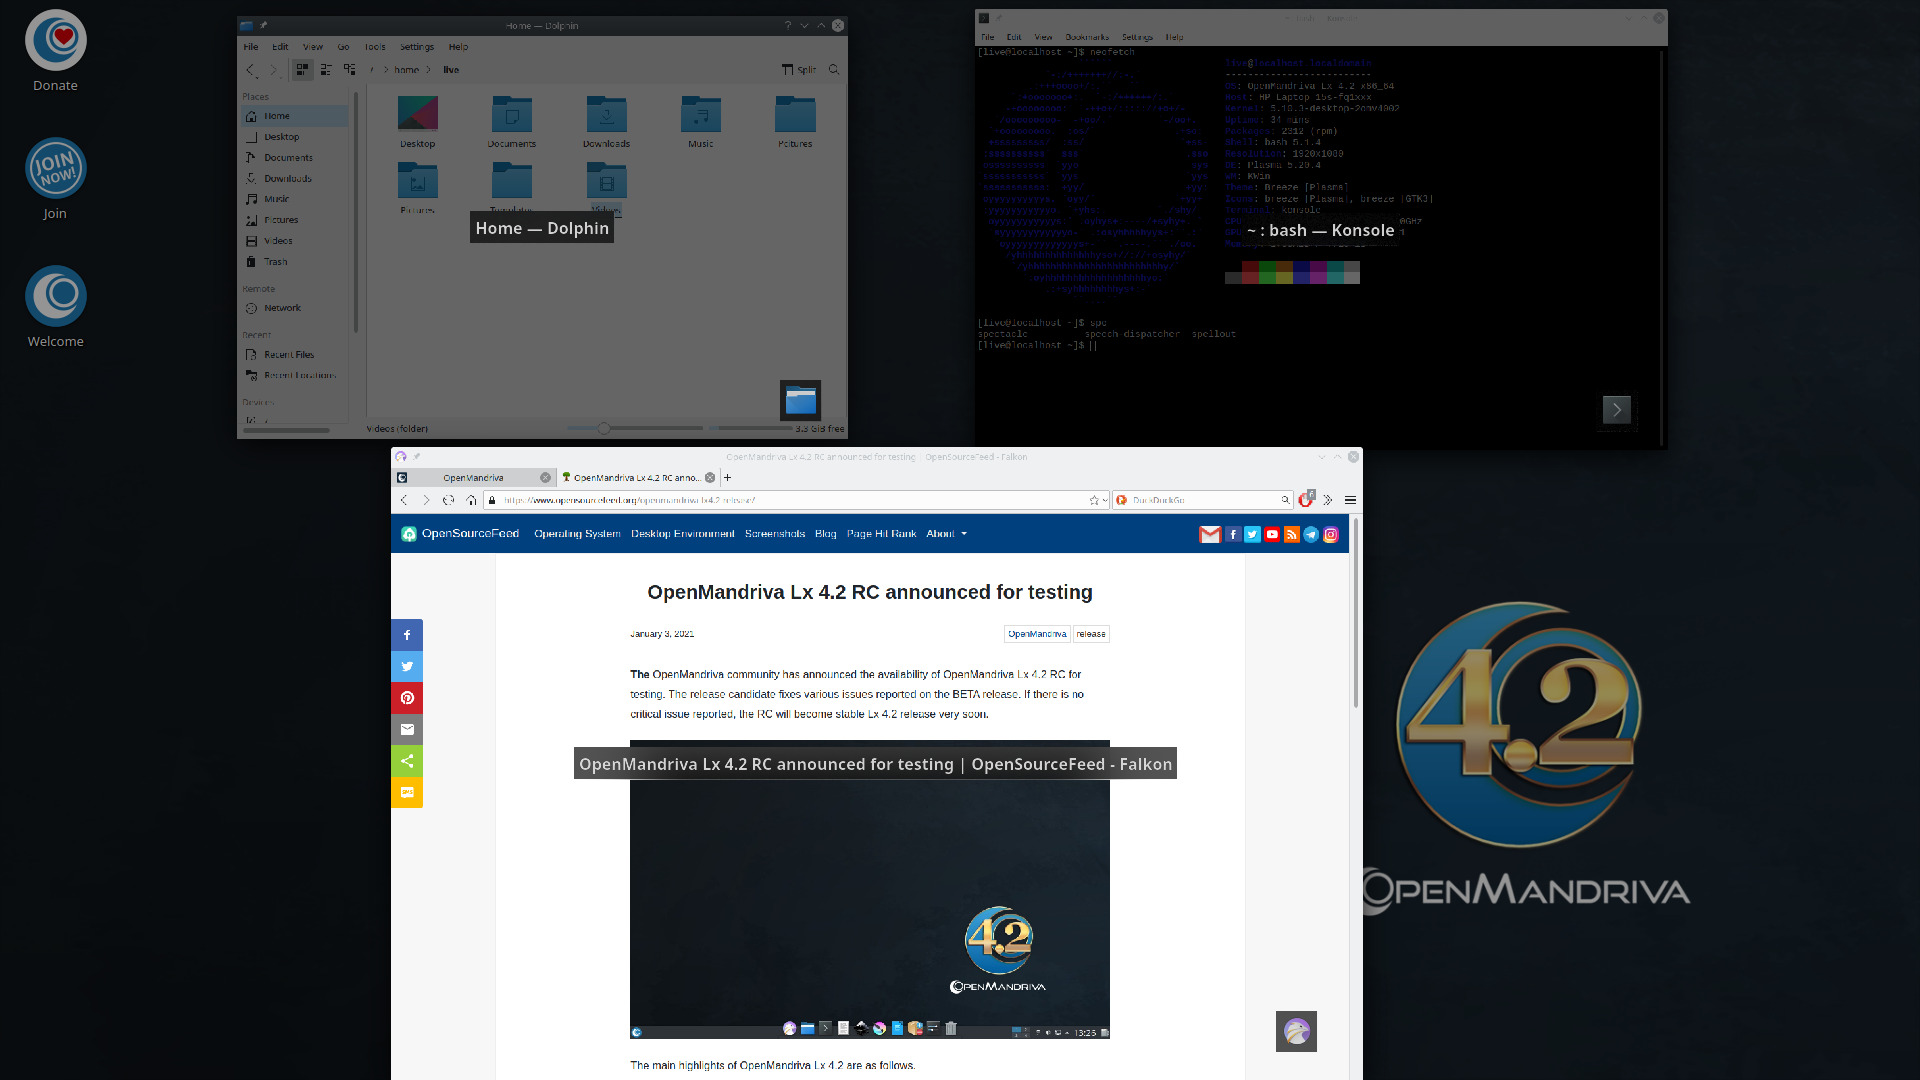 Donate
JOIN NOW!
Join
Welcome
Home — Dolphin
File Edit View Go Tools Settings Help
/ home live
Split
Places
Home
Desktop
Documents
Downloads
Music
Pictures
Videos
Trash
Remote
Network
Recent
Recent Files
Recent Locations
Devices
Desktop Documents Downloads Music Pcitures
Pictures Templates Videos
Home — Dolphin
Videos (folder)
3.3 GiB free
File Edit View Bookmarks Settings Help
[live@localhost ~]$ neofetch
live@localhost.localdomain
OS: OpenMandriva Lx 4.2 x86_64
Host: HP Laptop 15s-fq1xxx
Kernel: 5.10.3-desktop-2omv4002
Uptime: 34 mins
Packages: 2312 (rpm)
Shell: bash 5.1.4
Resolution: 1920x1080
DE: Plasma 5.20.4
WM: KWin
Theme: Breeze [Plasma]
Icons: breeze [Plasma], breeze [GTK3]
Terminal: konsole
~ : bash — Konsole
[live@localhost ~]$ spe
spectacle speech-dispatcher spellout
[live@localhost ~]$
OpenMandriva Lx 4.2 RC announced for testing | OpenSourceFeed - Falkon
OpenMandriva
OpenMandriva Lx 4.2 RC anno...
https://www.opensourcefeed.org/openmandriva-lx4.2-release/
DuckDuckGo
6
OpenSourceFeed Operating System Desktop Environment Screenshots Blog Page Hit Rank About
OpenMandriva Lx 4.2 RC announced for testing
January 3, 2021
OpenMandriva release
The OpenMandriva community has announced the availability of OpenMandriva Lx 4.2 RC for
testing. The release candidate fixes various issues reported on the BETA release. If there is no
critical issue reported, the RC will become stable Lx 4.2 release very soon.
OpenMandriva Lx 4.2 RC announced for testing | OpenSourceFeed - Falkon
SMS
4.2
OPENMANDRIVA
13:26
The main highlights of OpenMandriva Lx 4.2 are as follows.
4.2
OPENMANDRIVA